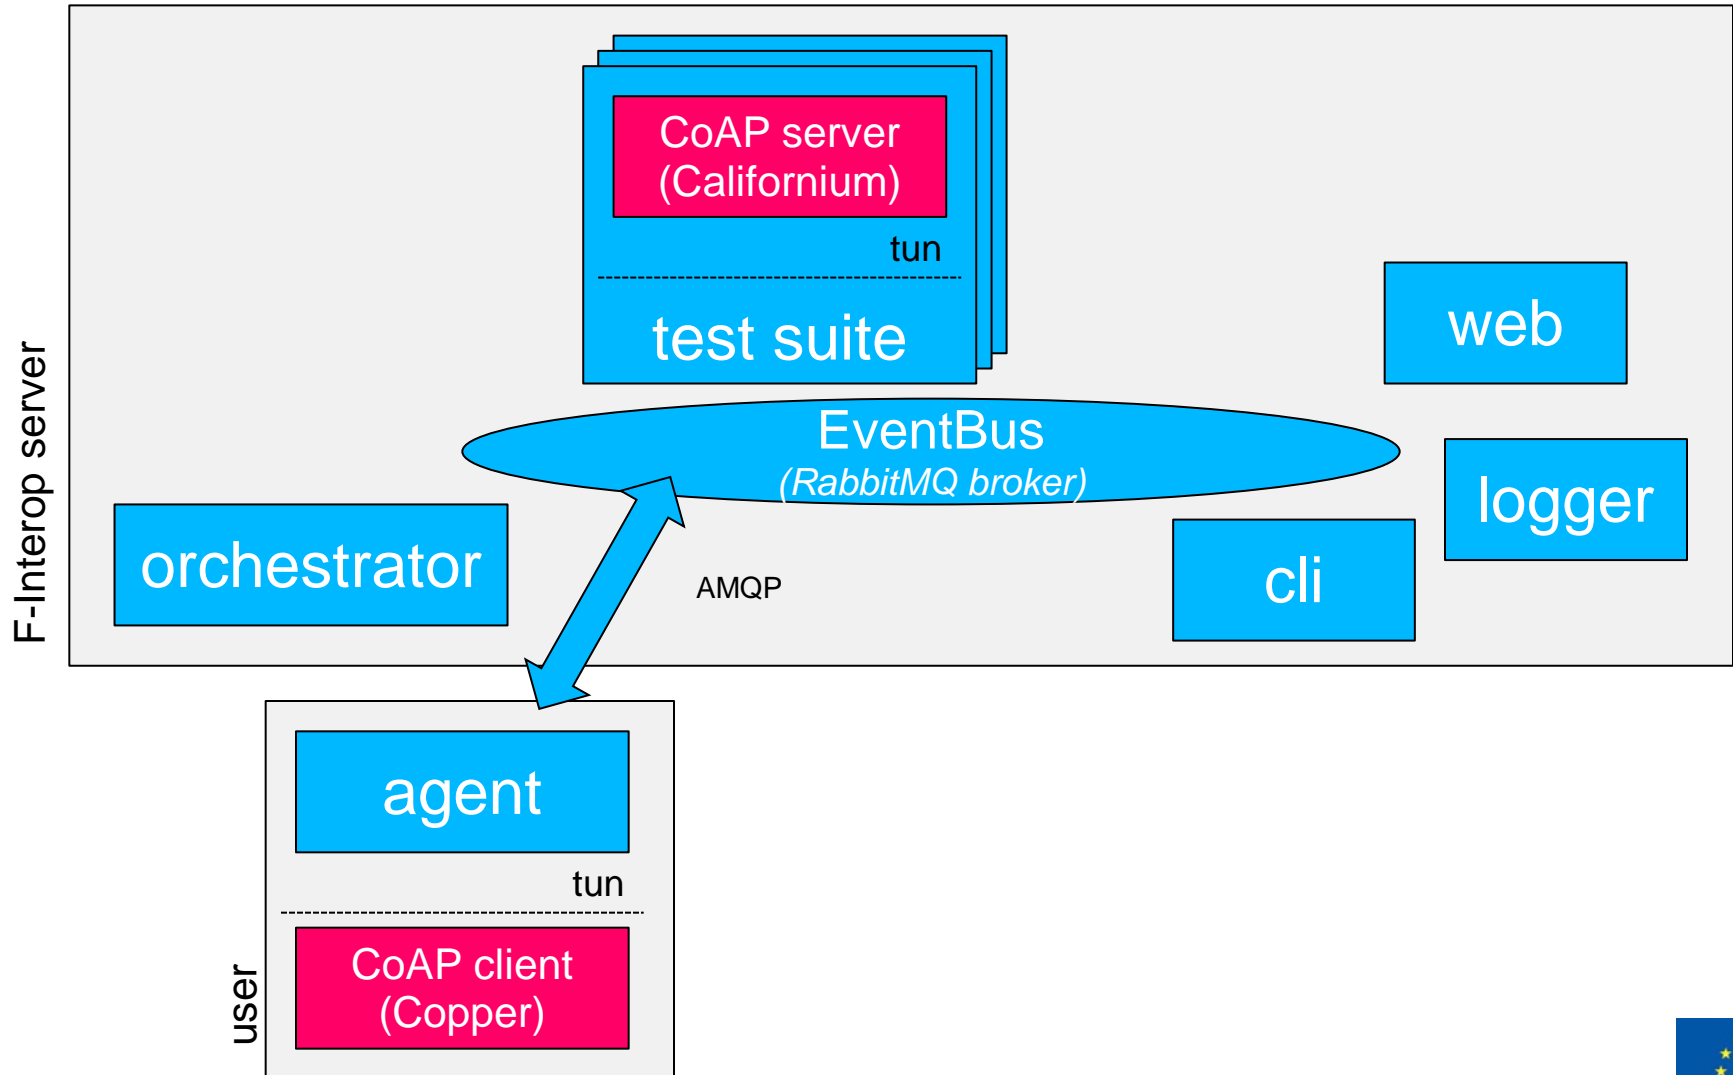 F-Interop server
CoAP server
(Californium)
tun
test suite
web
EventBus
(RabbitMQ broker)
logger
orchestrator
cli
AMQP
agent
tun
user
CoAP client
(Copper)